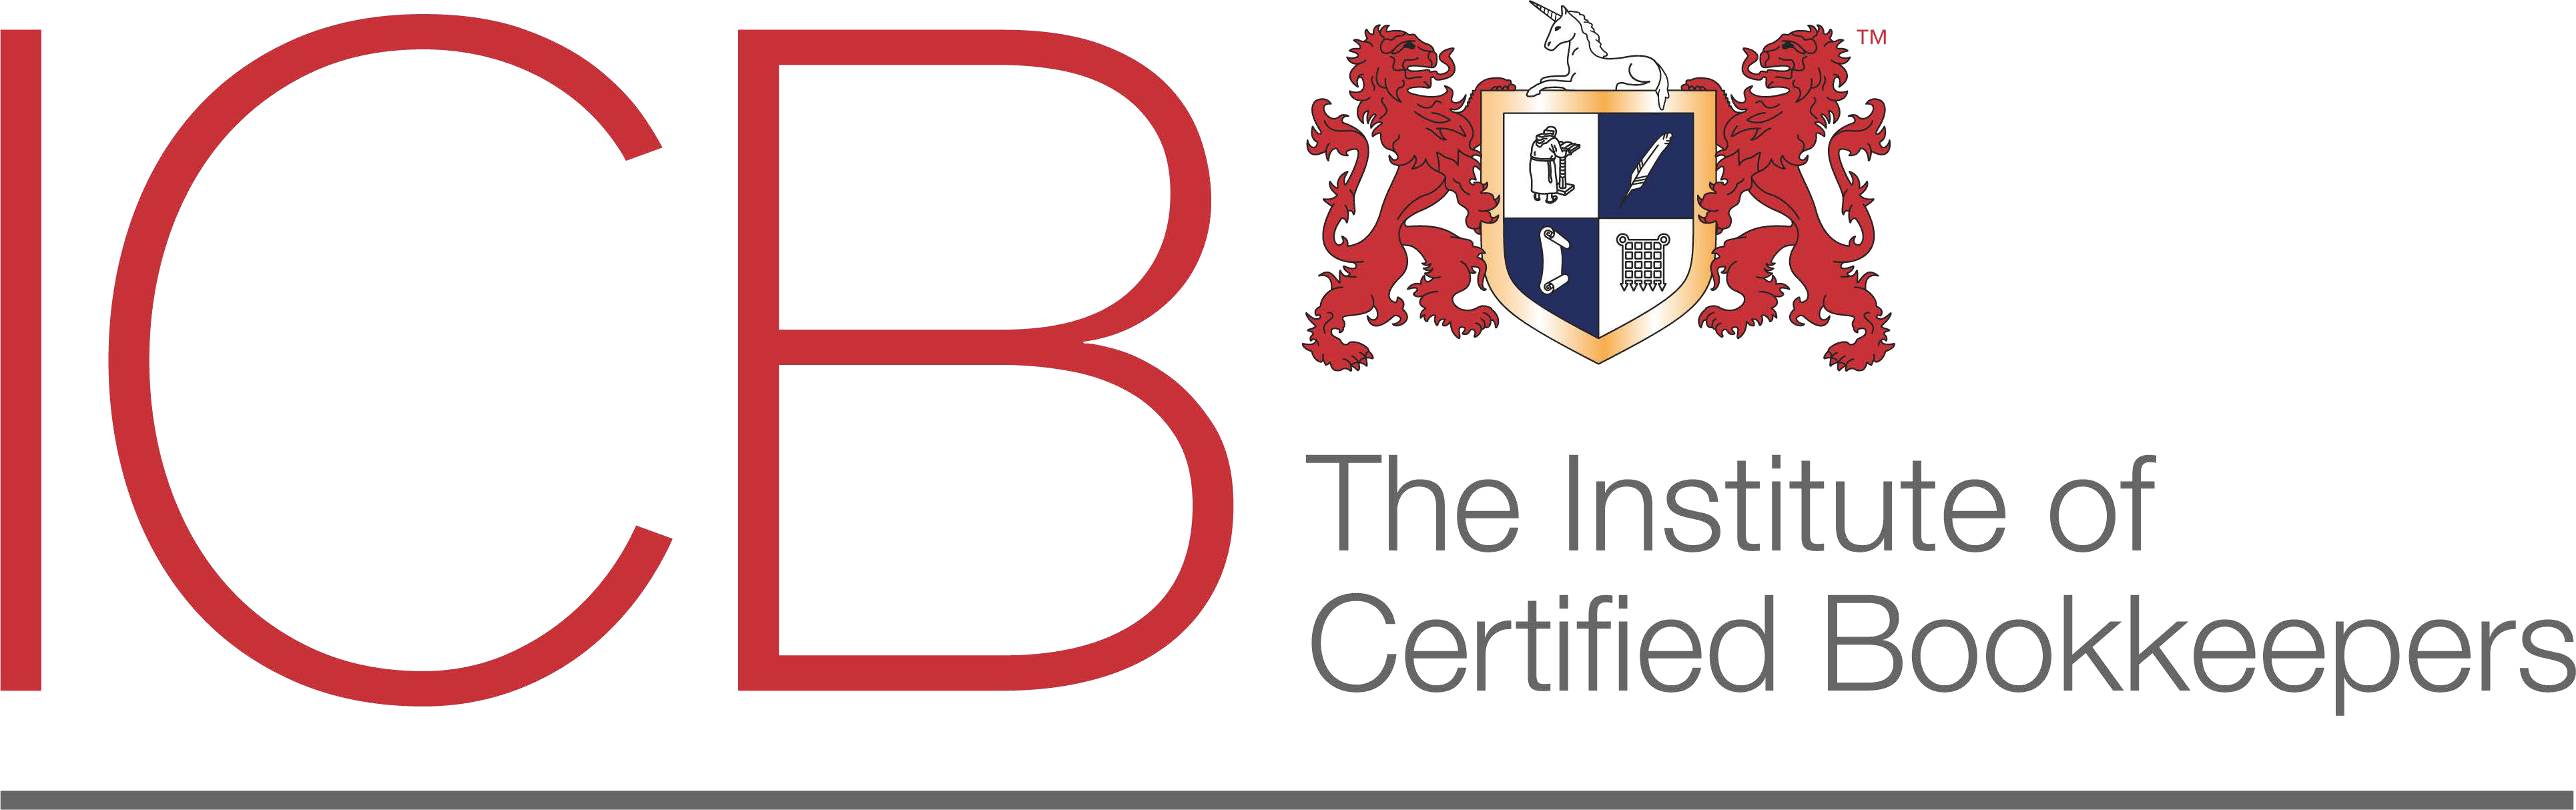 ICB
TM
The Institute of
Certified Bookkeepers